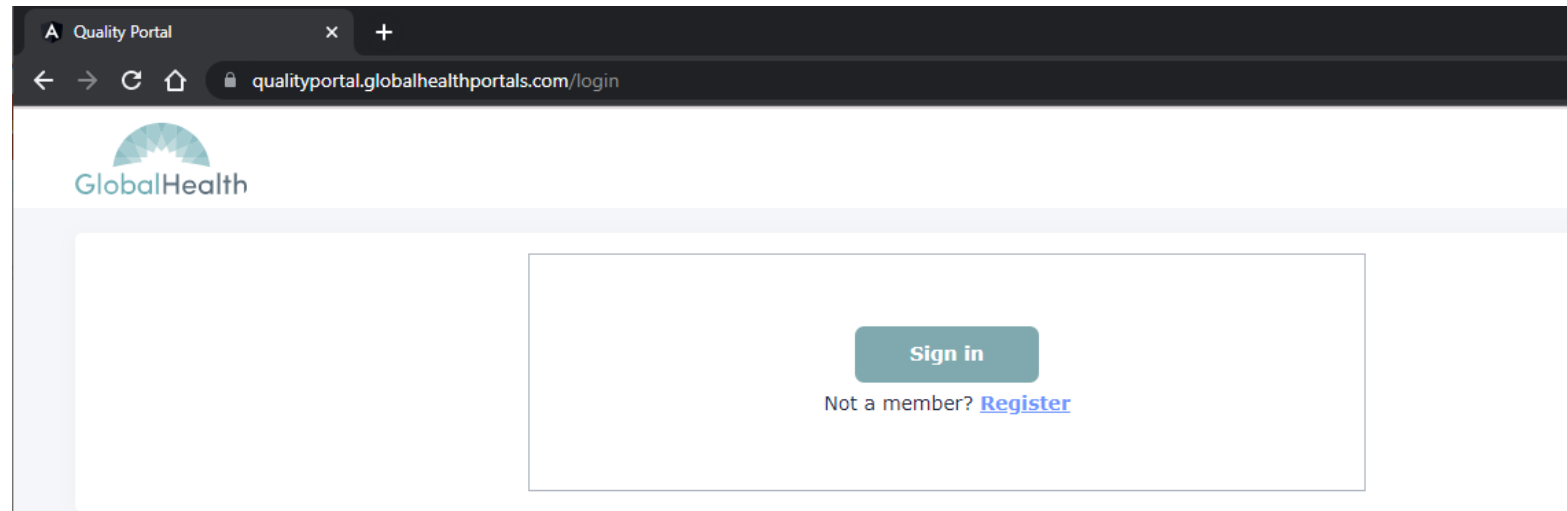 Quality Portal
qualityportal.globalhealthportals.com/login
GlobalHealth
Sign in
Not a member? Register